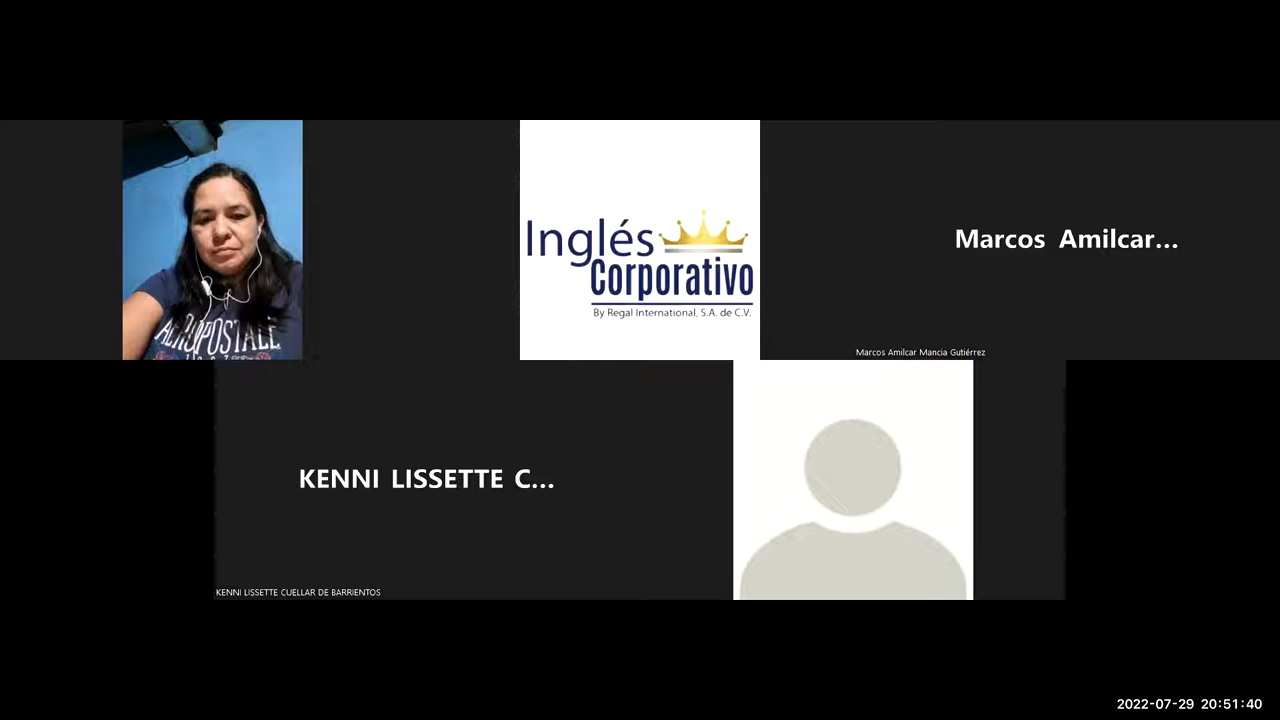 AEROPOSTALE
Inglés
Corporativo
By Regal International, S.A. de C.V.
Marcos Amilcar...
Marcos Amilcar Mancia Gutiérrez
KENNI LISSETTE C...
KENNI LISSETTE CUELLAR DE BARRIENTOS
2022-07-29 20:51:40